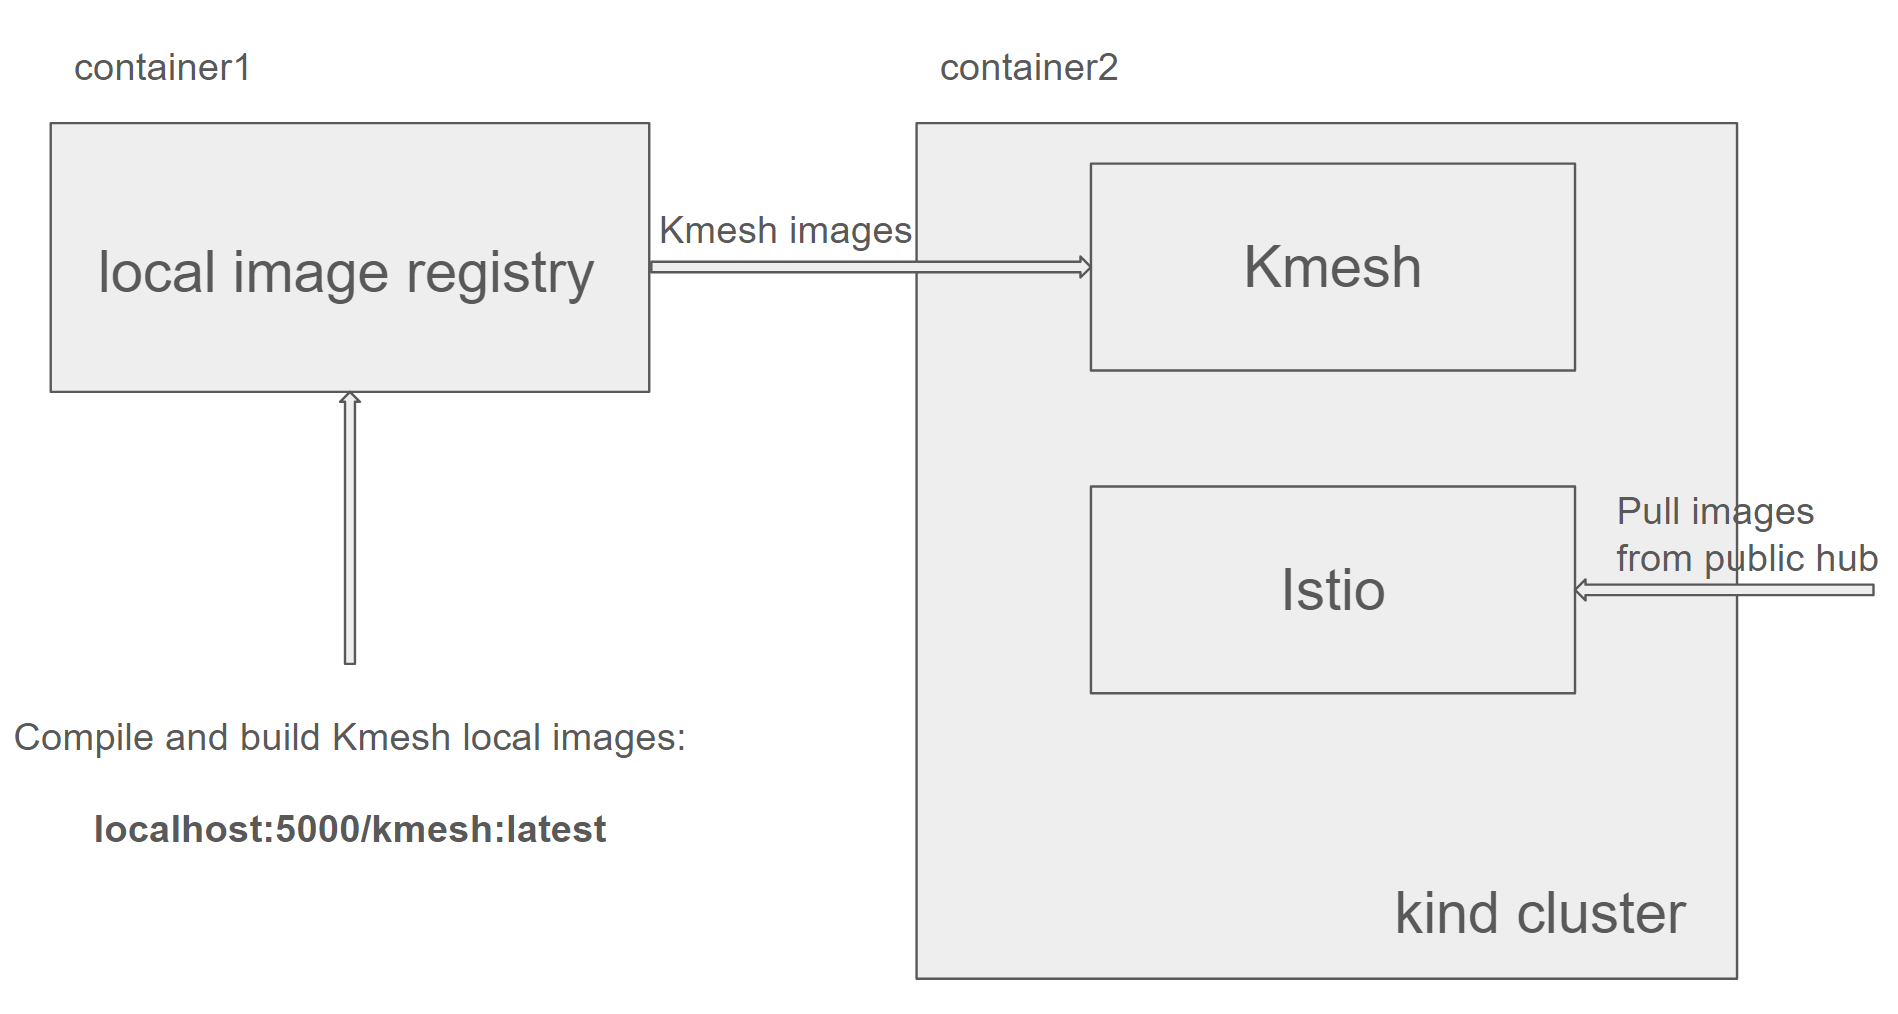 container1
container2
local image registry
Kmesh images
Kmesh
Pull images
from public hub
Istio
Compile and build Kmesh local images:
localhost:5000/kmesh:latest
kind cluster